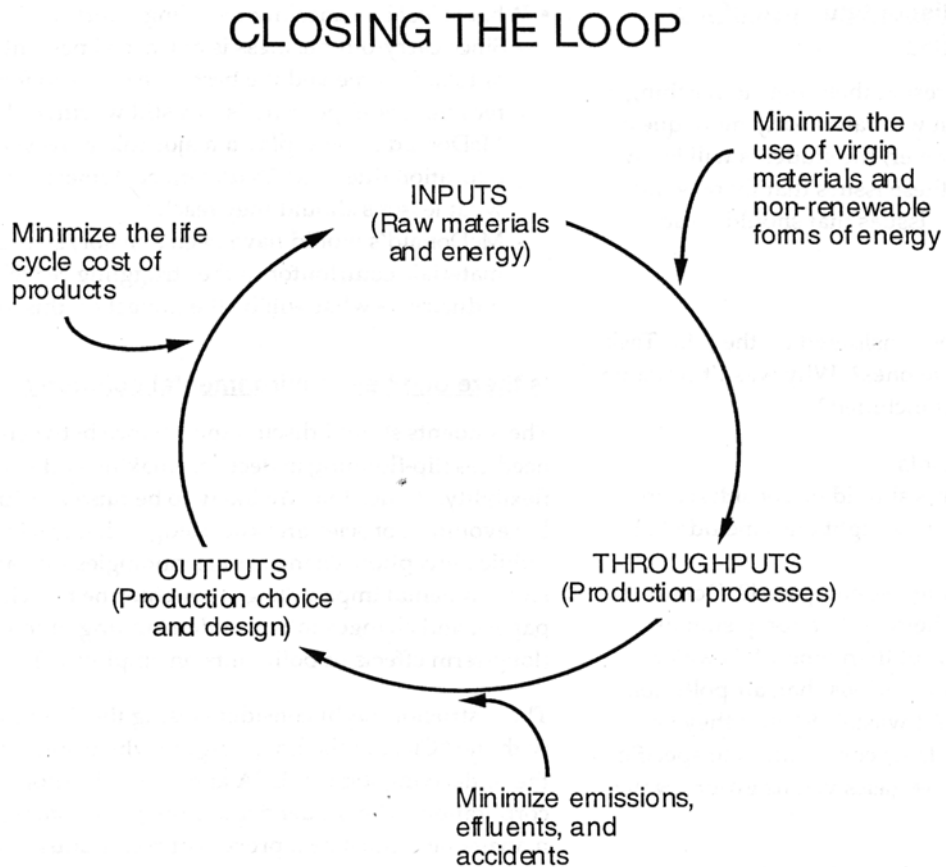 CLOSING THE LOOP
Minimize the
use of virgin
materials and
non-renewable
forms of energy
INPUTS
(Raw materials
and energy)
Minimize the life
cycle cost of
products
THROUGHPUTS
(Production processes)
OUTPUTS
(Production choice
and design)
Minimize emissions,
effluents, and
accidents